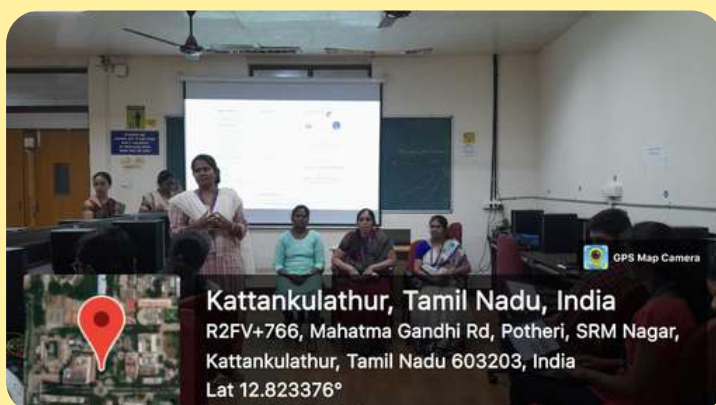 GPS Map Camera
Kattankulathur, Tamil Nadu, India
R2FV+766, Mahatma Gandhi Rd, Potheri, SRM Nagar,
Kattankulathur, Tamil Nadu 603203, India
Lat 12.823376°